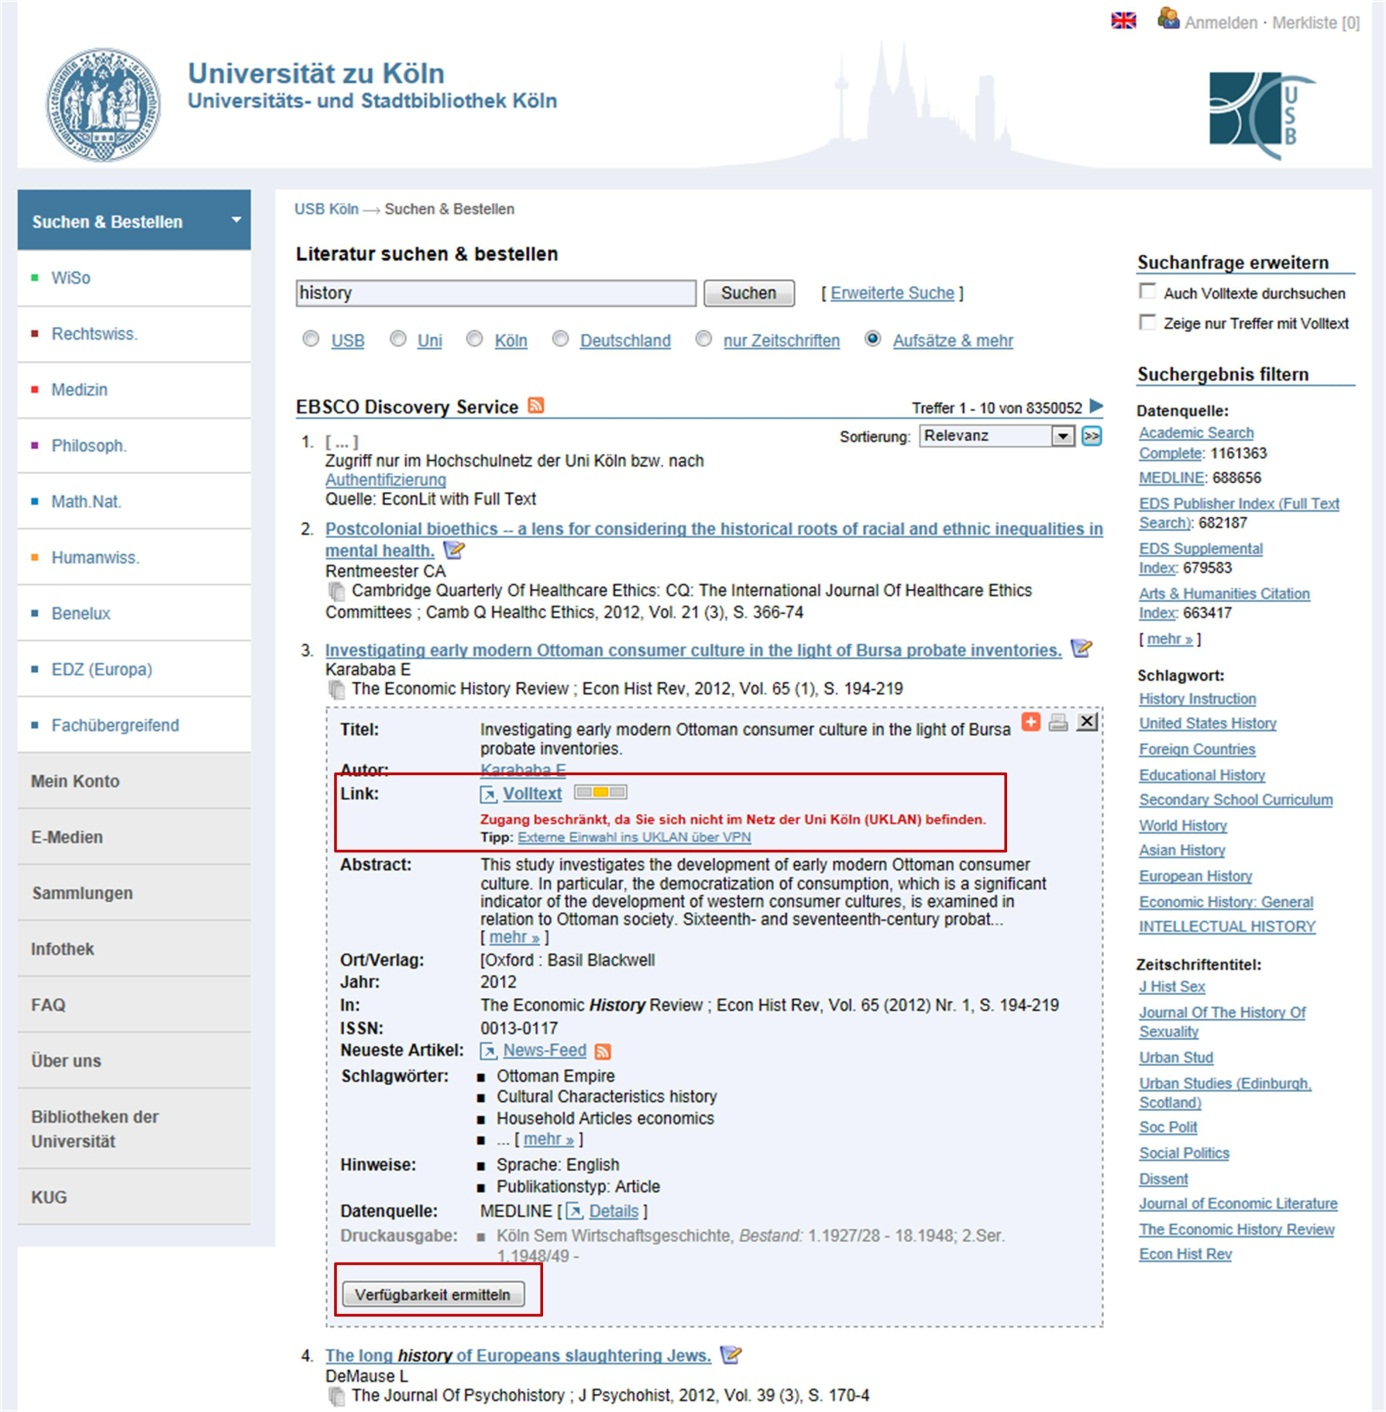 Anmelden · Merkliste [0]
Universität zu Köln
Universitäts- und Stadtbibliothek Köln
U
S
B
Suchen & Bestellen
WiSo
Rechtswiss.
Medizin
Philosoph.
Math.Nat.
Humanwiss.
Benelux
EDZ (Europa)
Fachübergreifend
Mein Konto
E-Medien
Sammlungen
Infothek
FAQ
Über uns
Bibliotheken der
Universität
KUG
USB Köln → Suchen & Bestellen
Literatur suchen & bestellen
history
Suchen
[ Erweiterte Suche ]
USB Uni Köln Deutschland nur Zeitschriften Aufsätze & mehr
EBSCO Discovery Service
Treffer 1 - 10 von 8350052
Sortierung: Relevanz >>
1. [ ... ]
Zugriff nur im Hochschulnetz der Uni Köln bzw. nach
Authentifizierung
Quelle: EconLit with Full Text
2. Postcolonial bioethics -- a lens for considering the historical roots of racial and ethnic inequalities in
mental health.
Rentmeester CA
Cambridge Quarterly Of Healthcare Ethics: CQ: The International Journal Of Healthcare Ethics
Committees ; Camb Q Healthc Ethics, 2012, Vol. 21 (3), S. 366-74
3. Investigating early modern Ottoman consumer culture in the light of Bursa probate inventories.
Karababa E
The Economic History Review ; Econ Hist Rev, 2012, Vol. 65 (1), S. 194-219
Titel: Investigating early modern Ottoman consumer culture in the light of Bursa
probate inventories.
Autor: Karababa E
Link: Volltext
Zugang beschränkt, da Sie sich nicht im Netz der Uni Köln (UKLAN) befinden.
Tipp: Externe Einwahl ins UKLAN über VPN
Abstract: This study investigates the development of early modern Ottoman consumer
culture. In particular, the democratization of consumption, which is a significant
indicator of the development of western consumer cultures, is examined in
relation to Ottoman society. Sixteenth- and seventeenth-century probat...
[ mehr » ]
Ort/Verlag: [Oxford : Basil Blackwell
Jahr: 2012
In: The Economic History Review ; Econ Hist Rev, Vol. 65 (2012) Nr. 1, S. 194-219
ISSN: 0013-0117
Neueste Artikel: News-Feed
Schlagwörter: Ottoman Empire
Cultural Characteristics history
Household Articles economics
... [ mehr » ]
Hinweise: Sprache: English
Publikationstyp: Article
Datenquelle: MEDLINE [ Details ]
Druckausgabe: Köln Sem Wirtschaftsgeschichte, Bestand: 1.1927/28 - 18.1948; 2.Ser.
1.1948/49 -
Verfügbarkeit ermitteln
4. The long history of Europeans slaughtering Jews.
DeMause L
The Journal Of Psychohistory ; J Psychohist, 2012, Vol. 39 (3), S. 170-4
Suchanfrage erweitern
Auch Volltexte durchsuchen
Zeige nur Treffer mit Volltext
Suchergebnis filtern
Datenquelle:
Academic Search
Complete: 1161363
MEDLINE: 688656
EDS Publisher Index (Full Text
Search): 682187
EDS Supplemental
Index: 679583
Arts & Humanities Citation
Index: 663417
[ mehr » ]
Schlagwort:
History Instruction
United States History
Foreign Countries
Educational History
Secondary School Curriculum
World History
Asian History
European History
Economic History: General
INTELLECTUAL HISTORY
Zeitschriftentitel:
J Hist Sex
Journal Of The History Of
Sexuality
Urban Stud
Urban Studies (Edinburgh,
Scotland)
Soc Polit
Social Politics
Dissent
Journal of Economic Literature
The Economic History Review
Econ Hist Rev